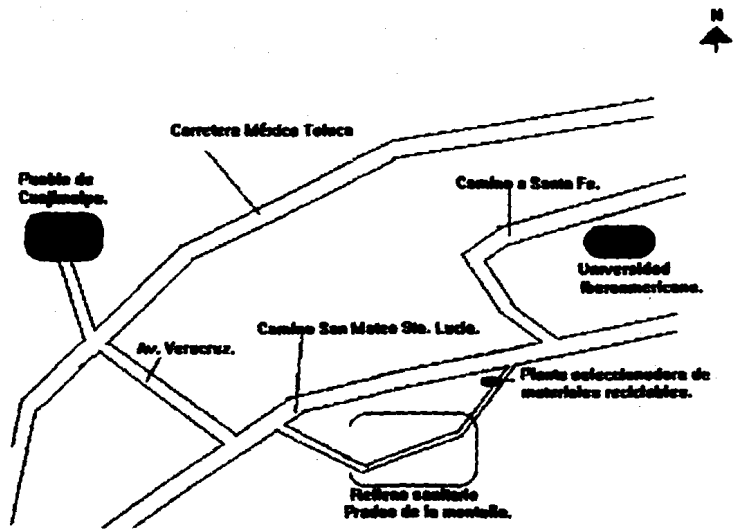 N
Carretera México Toluca
Pueblo de
Cuajimalpa.
Camino a Santa Fe.
Universidad
Iberoamericana.
Camino San Mateo Sta. Lucia.
Av. Veracruz.
Planta seleccionadora de
materiales reciclables.
Relleno sanitario
Prados de la montaña.